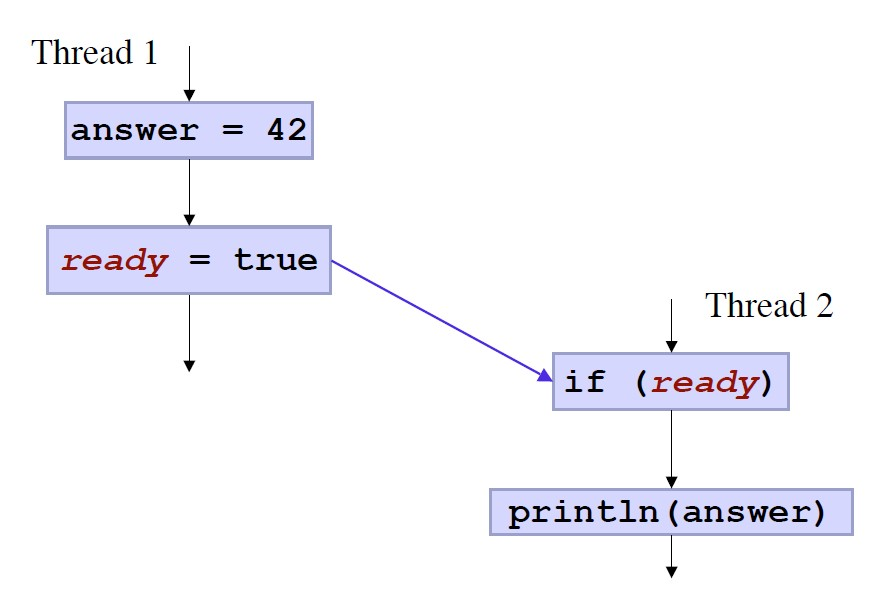 Thread 1
answer = 42
ready = true
Thread 2
if (ready)
println(answer)